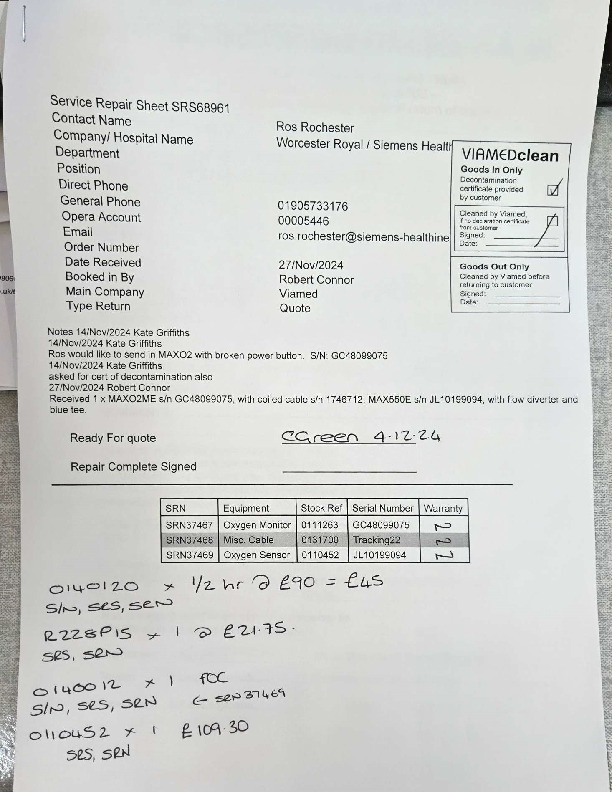 Service Repair Sheet SRS68961
Contact Name Ros Rochester
Company/ Hospital Name Worcester Royal / Siemens Healt
Department
Position
Direct Phone
General Phone 01905733176
Opera Account 00005446
Email ros.rochester@siemens-healthine
Order Number
Date Received 27/Nov/2024
Booked in By Robert Connor
Main Company Viamed
Type Return Quote
VIAMEDclean
Goods In Only
Decontamination
certificate provided
by customer
Cleaned by Viamed,
if no declaration certificate
from customer
Signed:
Date:
Goods Out Only
Cleaned by Viamed before
returning to customer
Signed:
Date:
Notes 14/Nov/2024 Kate Griffiths
14/Nov/2024 Kate Griffiths
Ros would like to send in MAXO2 with broken power button. S/N: GC48099075
14/Nov/2024 Kate Griffiths
asked for cert of decontamination also
27/Nov/2024 Robert Connor
Received 1 x MAXO2ME s/n GC48099075, with coiled cable s/n 1746712, MAX550E s/n JL10199094, with flow diverter and
blue tee.
Ready For quote CGreen 4.12.24
Repair Complete Signed
SRN Equipment Stock Ref Serial Number Warranty
SRN37467 Oxygen Monitor 0111263 GC48099075 N
SRN37468 Misc. Cable 0131700 Tracking22 N
SRN37469 Oxygen Sensor 0110452 JL10199094 N
0140120 x 1/2 hr @ £90 = £45
S/N, SRS, SRN
R228P15 x 1 @ £21.75.
SRS, SRN
0140012 x 1 FOC
S/N, SRS, SRN ← SRN37469
0110452 x 1 £109.30
SRS, SRN